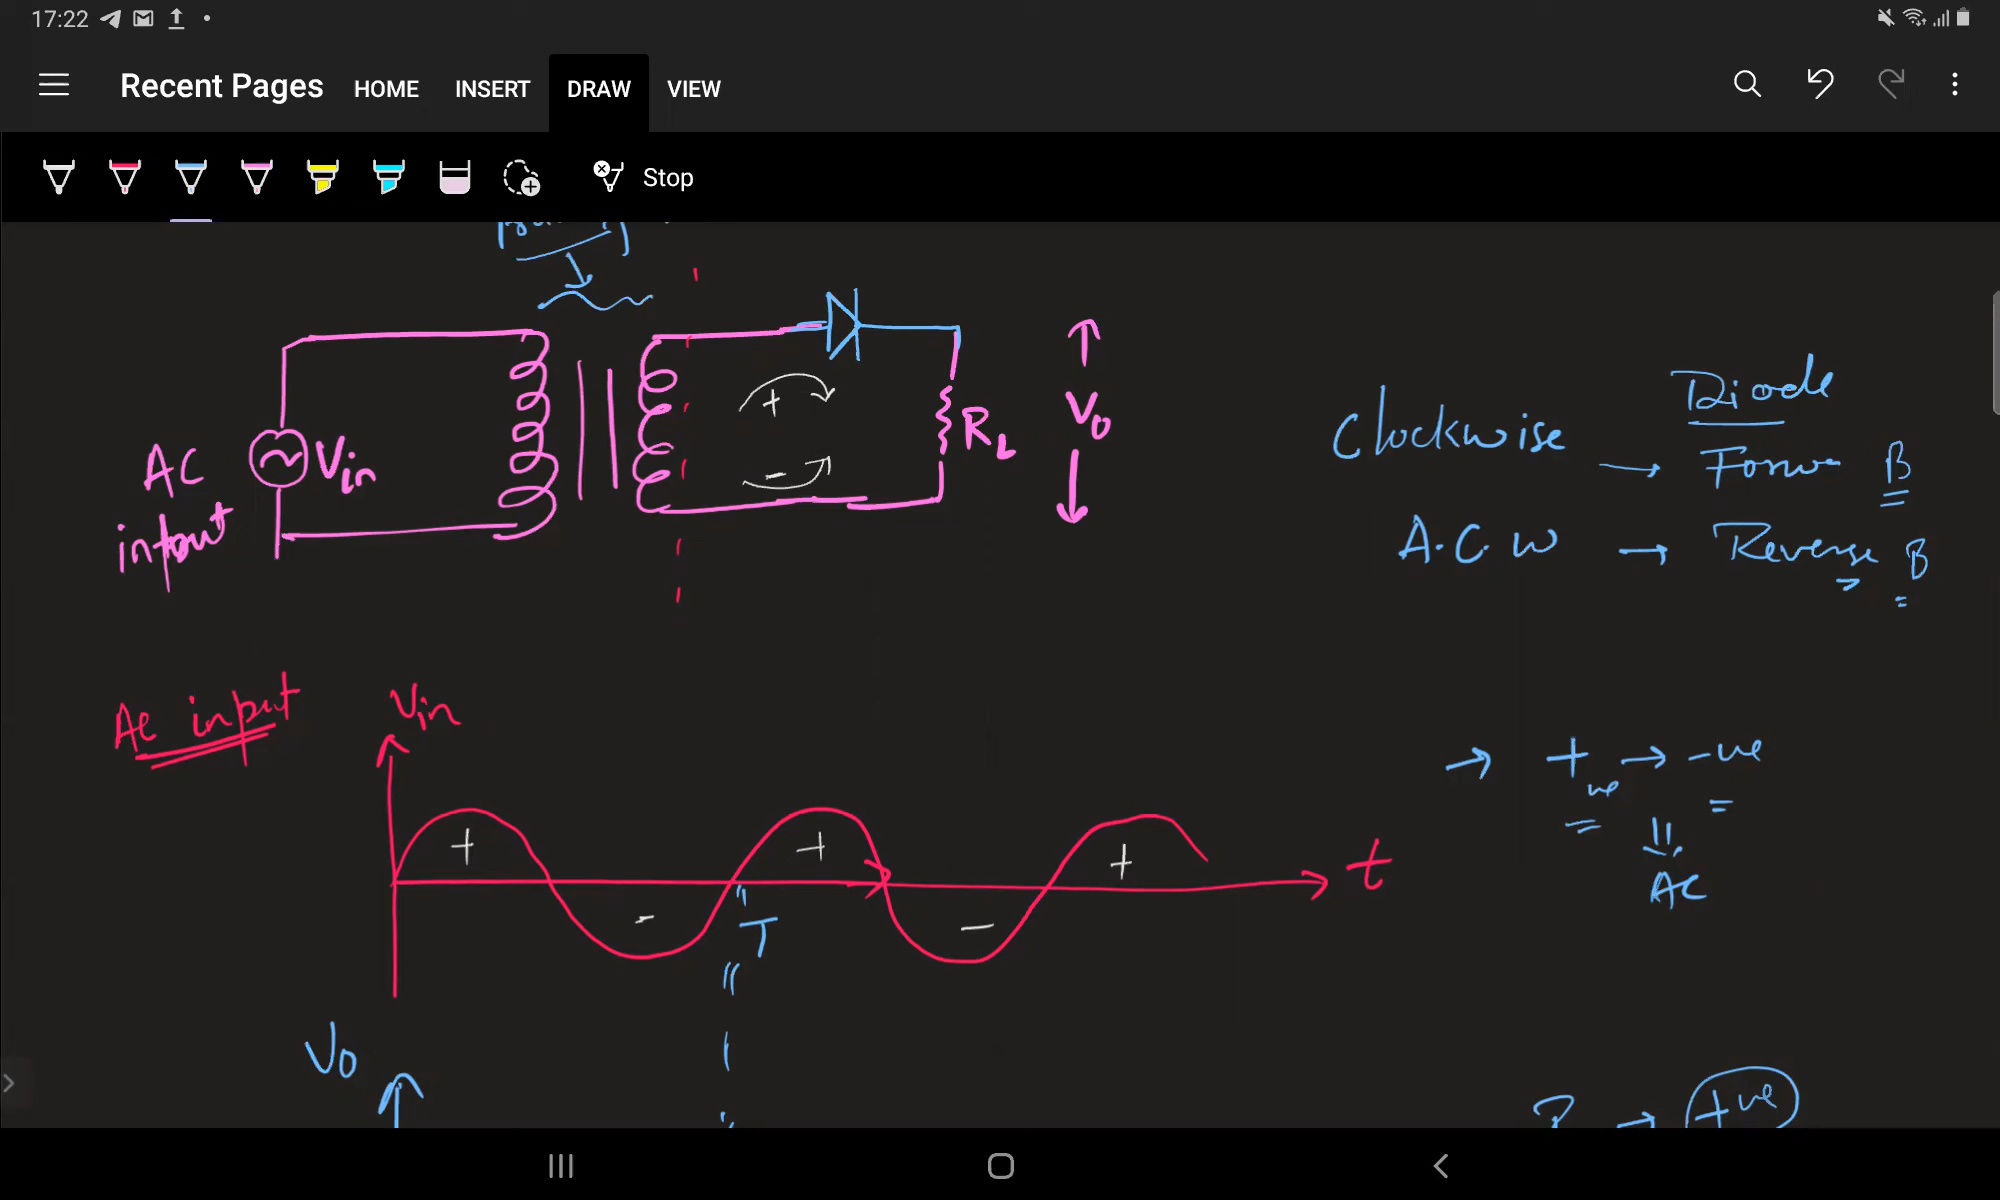 17:22
Recent Pages HOME INSERT DRAW VIEW
Stop
AC
input
Vin
+
-
RL
Vo
Diode
Clockwise → Forw B
A.C.W → Reverse B
AC input
Vin
+ + +
- -
t
T
→ +ve → -ve
AC
Vo
→ +ve